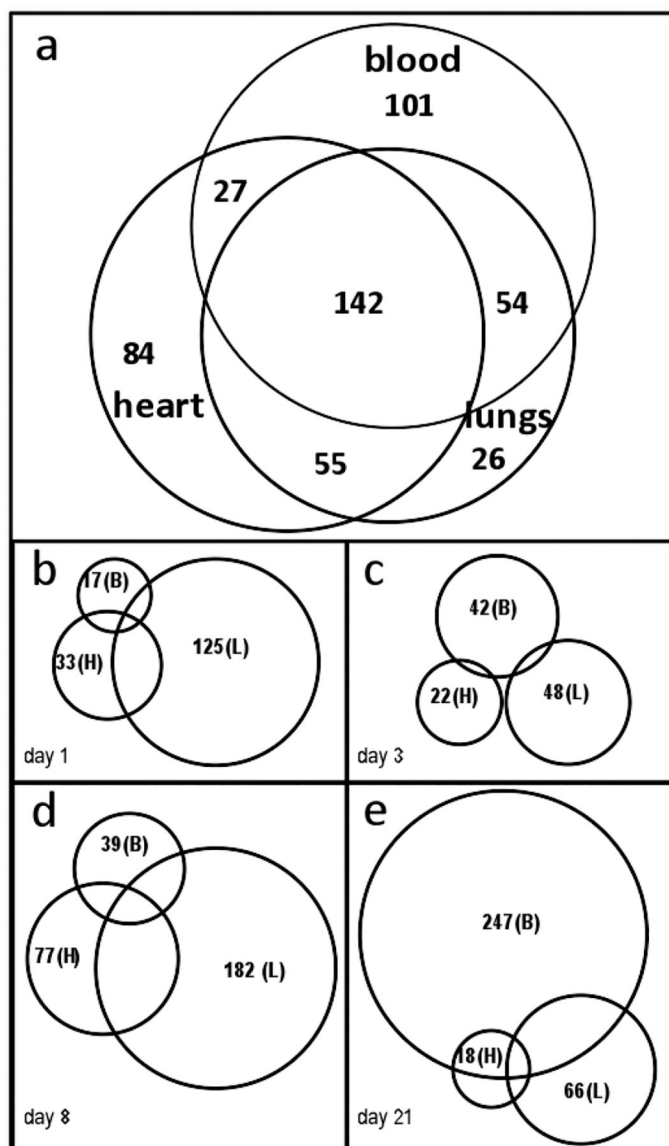 a
blood
101
27
142
54
84
heart
lungs
55
26
b
17(B)
125(L)
33(H)
day 1
c
42(B)
22(H)
48(L)
day 3
d
39(B)
77(H)
182 (L)
day 8
e
247(B)
18(H)
66(L)
day 21